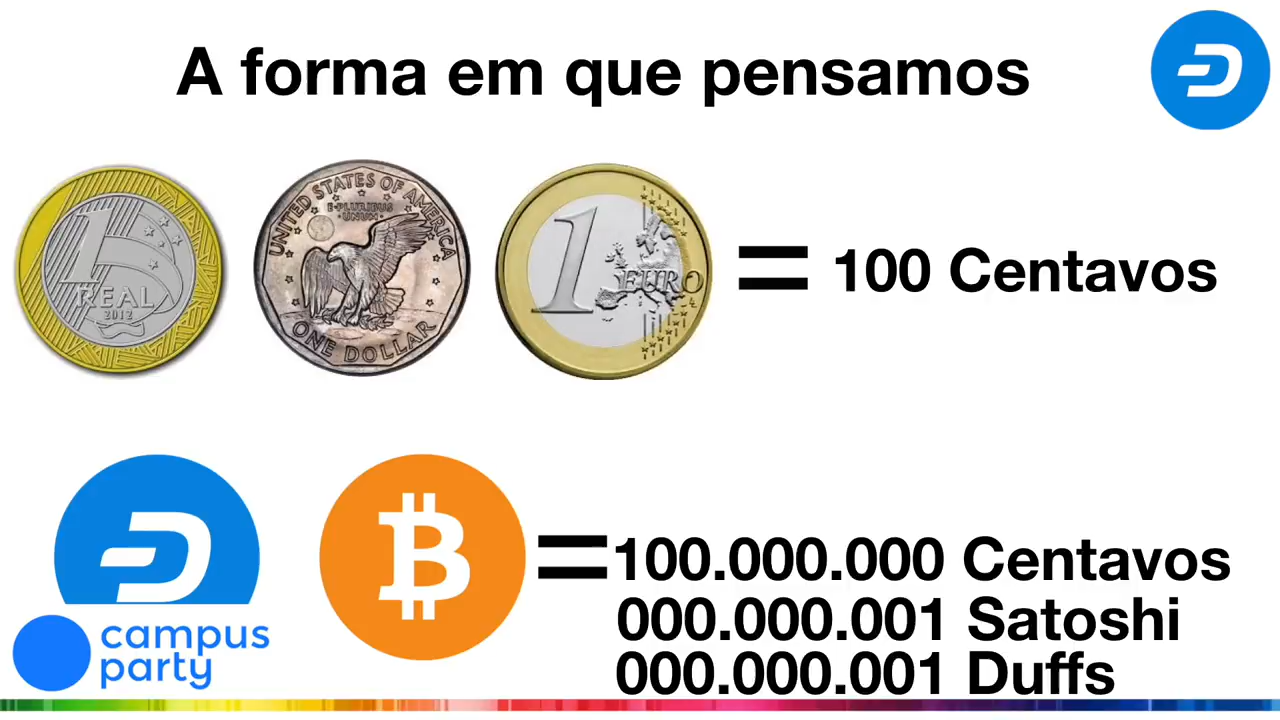 A forma em que pensamos
1
REAL
2012
UNITED STATES OF AMERICA
E·PLURIBUS
·UNUM·
ONE DOLLAR
1
EURO
= 100 Centavos
=100.000.000 Centavos
000.000.001 Satoshi
000.000.001 Duffs
campus
party